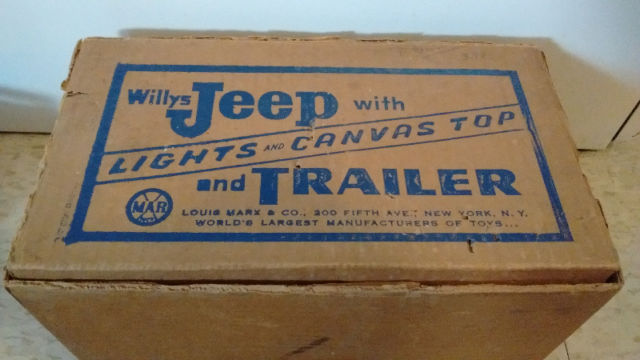 Willys Jeep with
LIGHTS AND CANVAS TOP
and TRAILER
MAR
LOUIS MARX & CO., 200 FIFTH AVE., NEW YORK, N.Y.
WORLD'S LARGEST MANUFACTURERS OF TOYS...